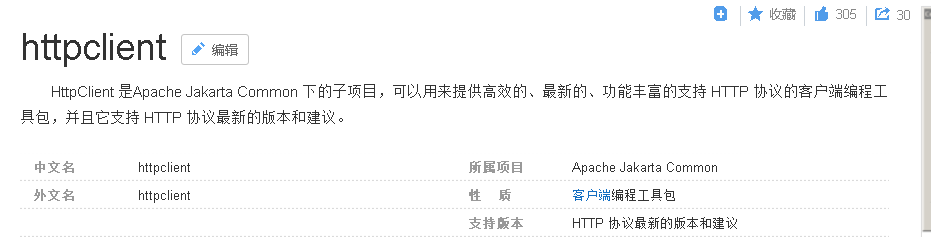 收藏 305 30
httpclient 编辑
HttpClient 是Apache Jakarta Common 下的子项目，可以用来提供高效的、最新的、功能丰富的支持 HTTP 协议的客户端编程工
具包，并且它支持 HTTP 协议最新的版本和建议。
中文名 httpclient 所属项目 Apache Jakarta Common
外文名 httpclient 性 质 客户端编程工具包
支持版本 HTTP 协议最新的版本和建议